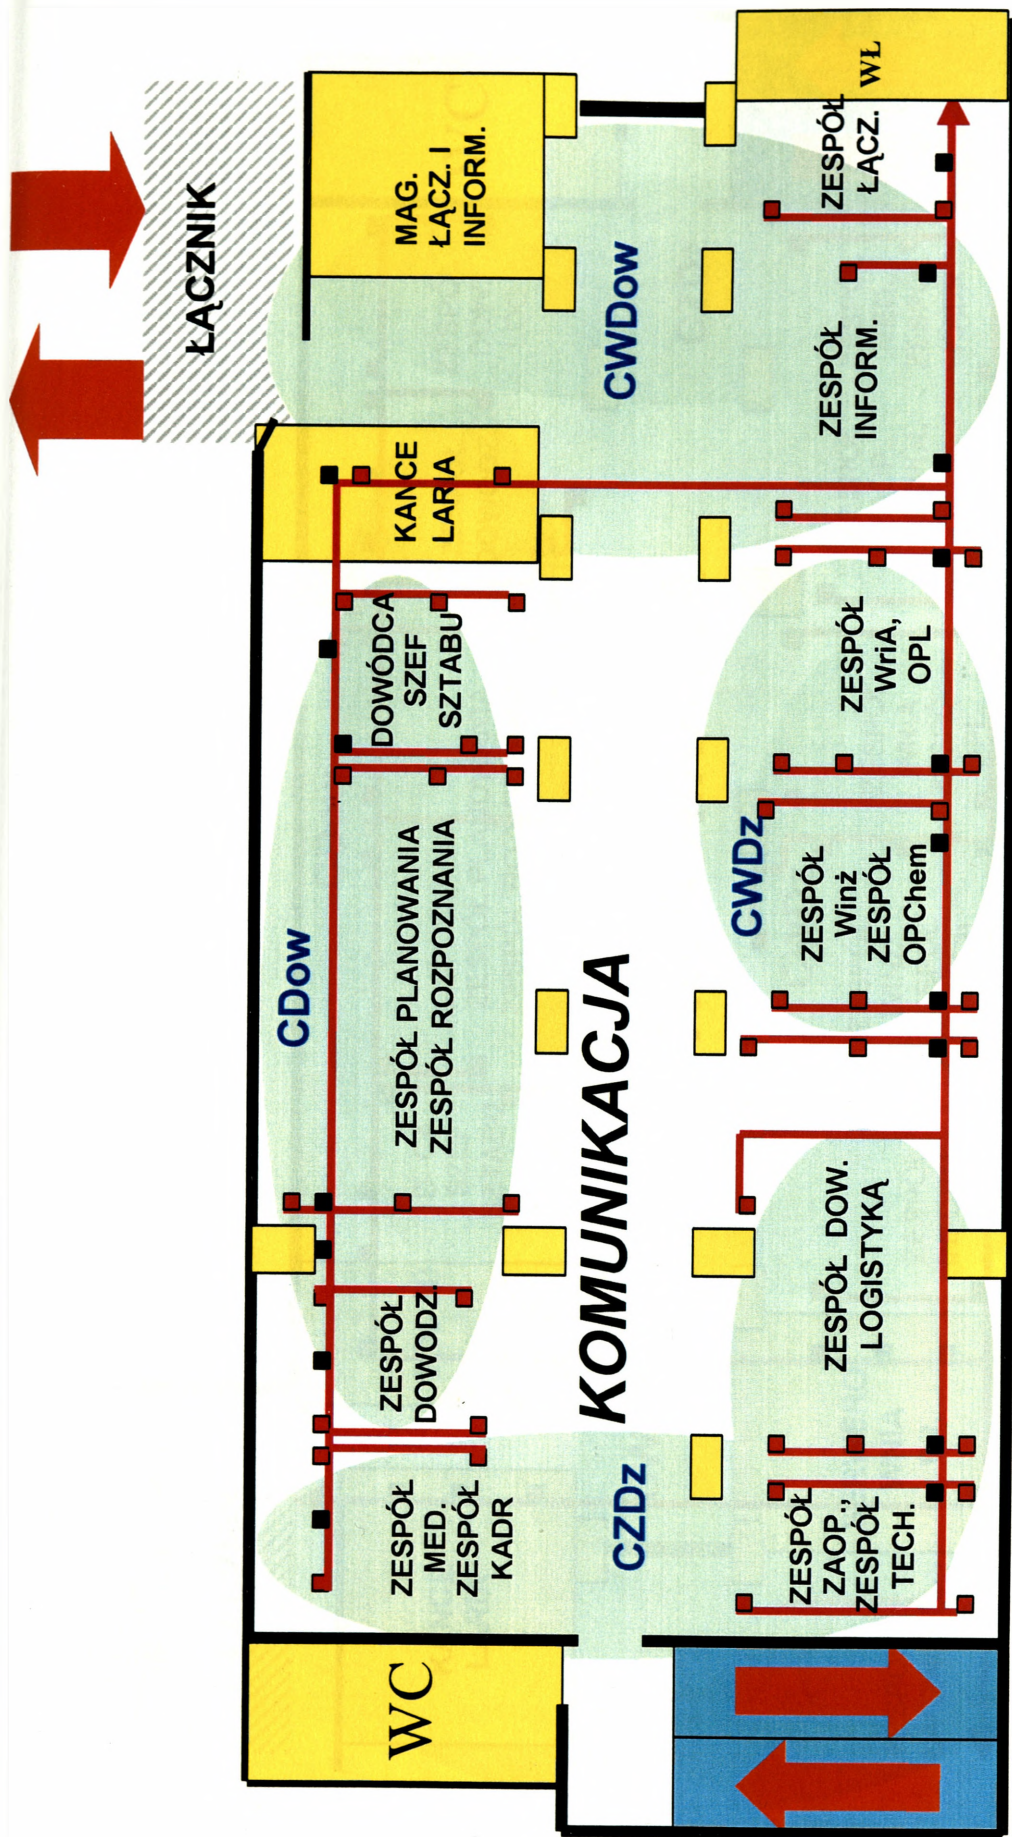 ŁĄCZNIK
MAG.
ŁĄCZ. I
INFORM.
WŁ
ZESPÓŁ
ŁĄCZ.
CWDow
ZESPÓŁ
INFORM.
KANCE
LARIA
DOWÓDCA
SZEF
SZTABU
ZESPÓŁ
WriA,
OPL
CDow
ZESPÓŁ PLANOWANIA
ZESPÓŁ ROZPOZNANIA
CWDz
ZESPÓŁ
Winż
ZESPÓŁ
OPChem
KOMUNIKACJA
ZESPÓŁ
DOWODZ.
ZESPÓŁ DOW.
LOGISTYKĄ
ZESPÓŁ
MED.
ZESPÓŁ
KADR
CZDz
ZESPÓŁ
ZAOP.,
ZESPÓŁ
TECH.
WC